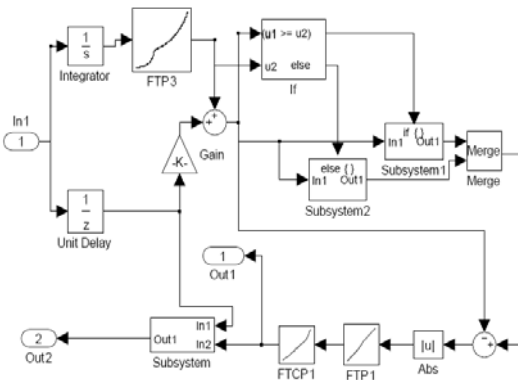 In1
1
1
s
Integrator
FTP3
(u1 >= u2)
u2
else
If
Gain
-K-
1
z
Unit Delay
if { }
In1
Out1
Subsystem1
else { }
In1
Out1
Subsystem2
Merge
Merge
1
Out1
2
Out2
Out1
In1
In2
Subsystem
FTCP1
FTP1
|u|
Abs